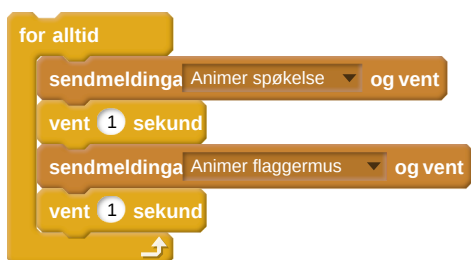 for alltid
sendmeldinga Animer spøkelse og vent
vent 1 sekund
sendmeldinga Animer flaggermus og vent
vent 1 sekund